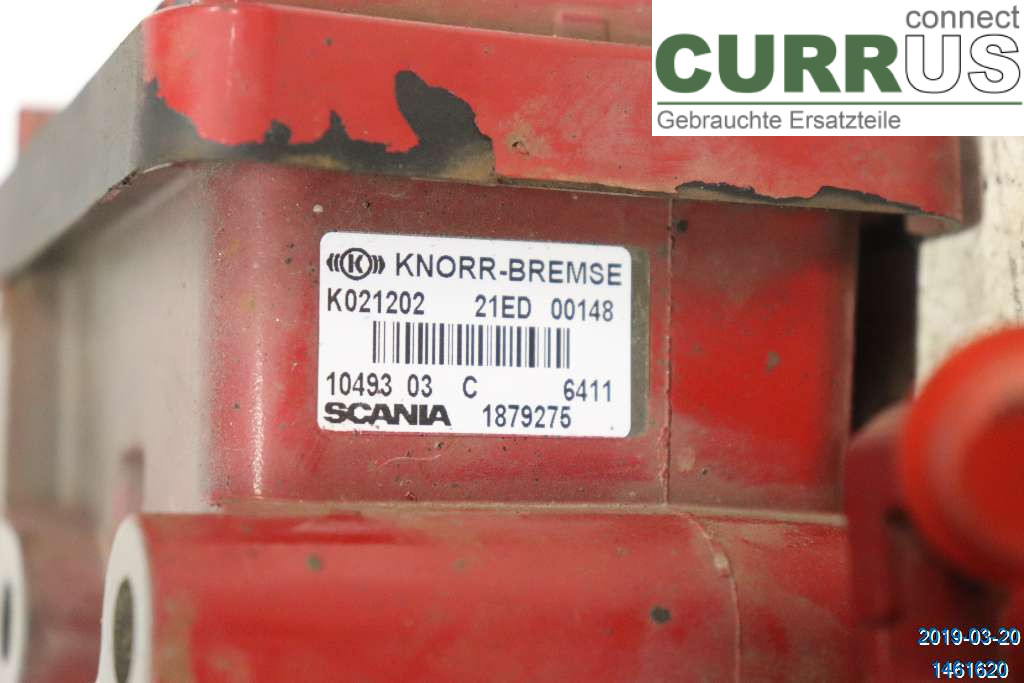 connect
CURRUS
Gebrauchte Ersatzteile
K KNORR-BREMSE
K021202 21ED 00148
10493 03 C 6411
SCANIA 1879275
2019-03-20
1461620